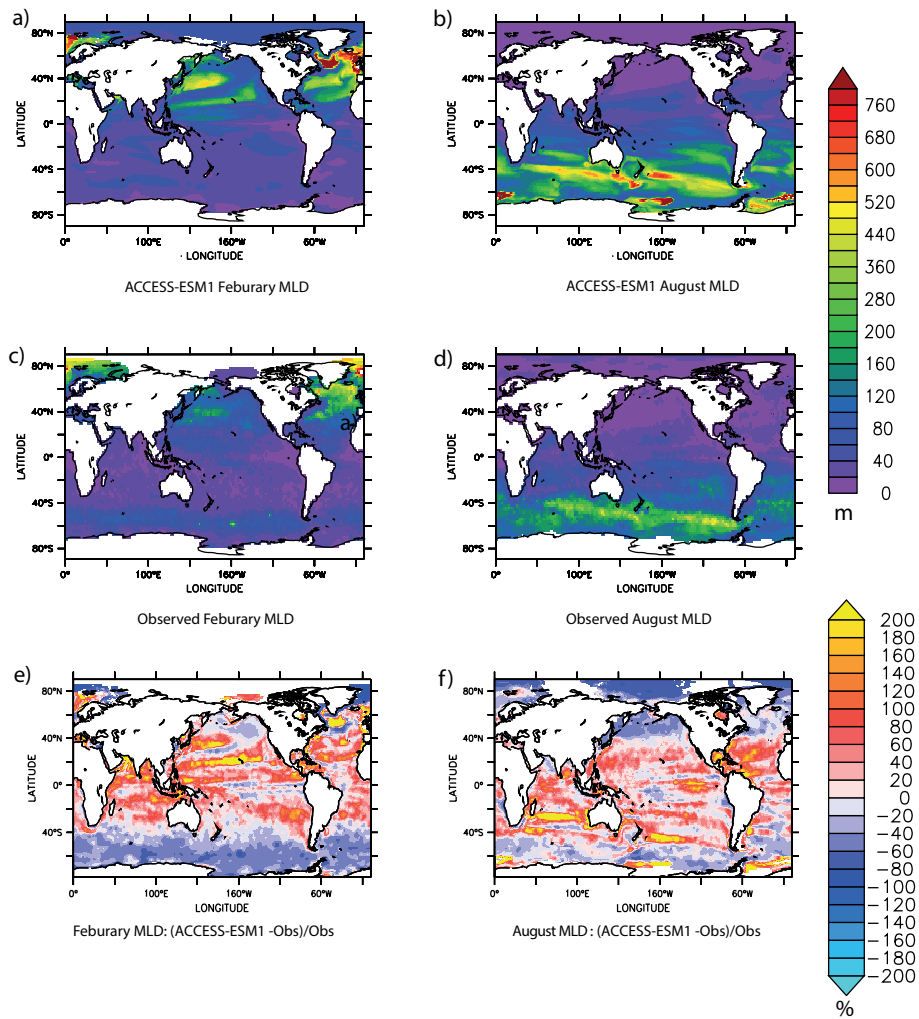 a)
80°N
40°N
0°
40°S
80°S
LATITUDE
0°
100°E
160°W
60°W
LONGITUDE
ACCESS-ESM1 Feburary MLD
b)
80°N
40°N
0°
40°S
80°S
LATITUDE
0°
100°E
160°W
60°W
LONGITUDE
ACCESS-ESM1 August MLD
760
680
600
520
440
360
280
200
160
120
80
40
0
m
c)
80°N
40°N
0°
40°S
80°S
LATITUDE
a
0°
100°E
160°W
60°W
LONGITUDE
Observed Feburary MLD
d)
80°N
40°N
0°
40°S
80°S
LATITUDE
0°
100°E
160°W
60°W
LONGITUDE
Observed August MLD
e)
80°N
40°N
0°
40°S
LATITUDE
0°
100°E
160°W
60°W
LONGITUDE
Feburary MLD: (ACCESS-ESM1 -Obs)/Obs
f)
80°N
40°N
0°
40°S
LATITUDE
0°
100°E
160°W
60°W
LONGITUDE
August MLD : (ACCESS-ESM1 -Obs)/Obs
200
180
160
140
120
100
80
60
40
20
0
−20
−40
−60
−80
−100
−120
−140
−160
−180
−200
%